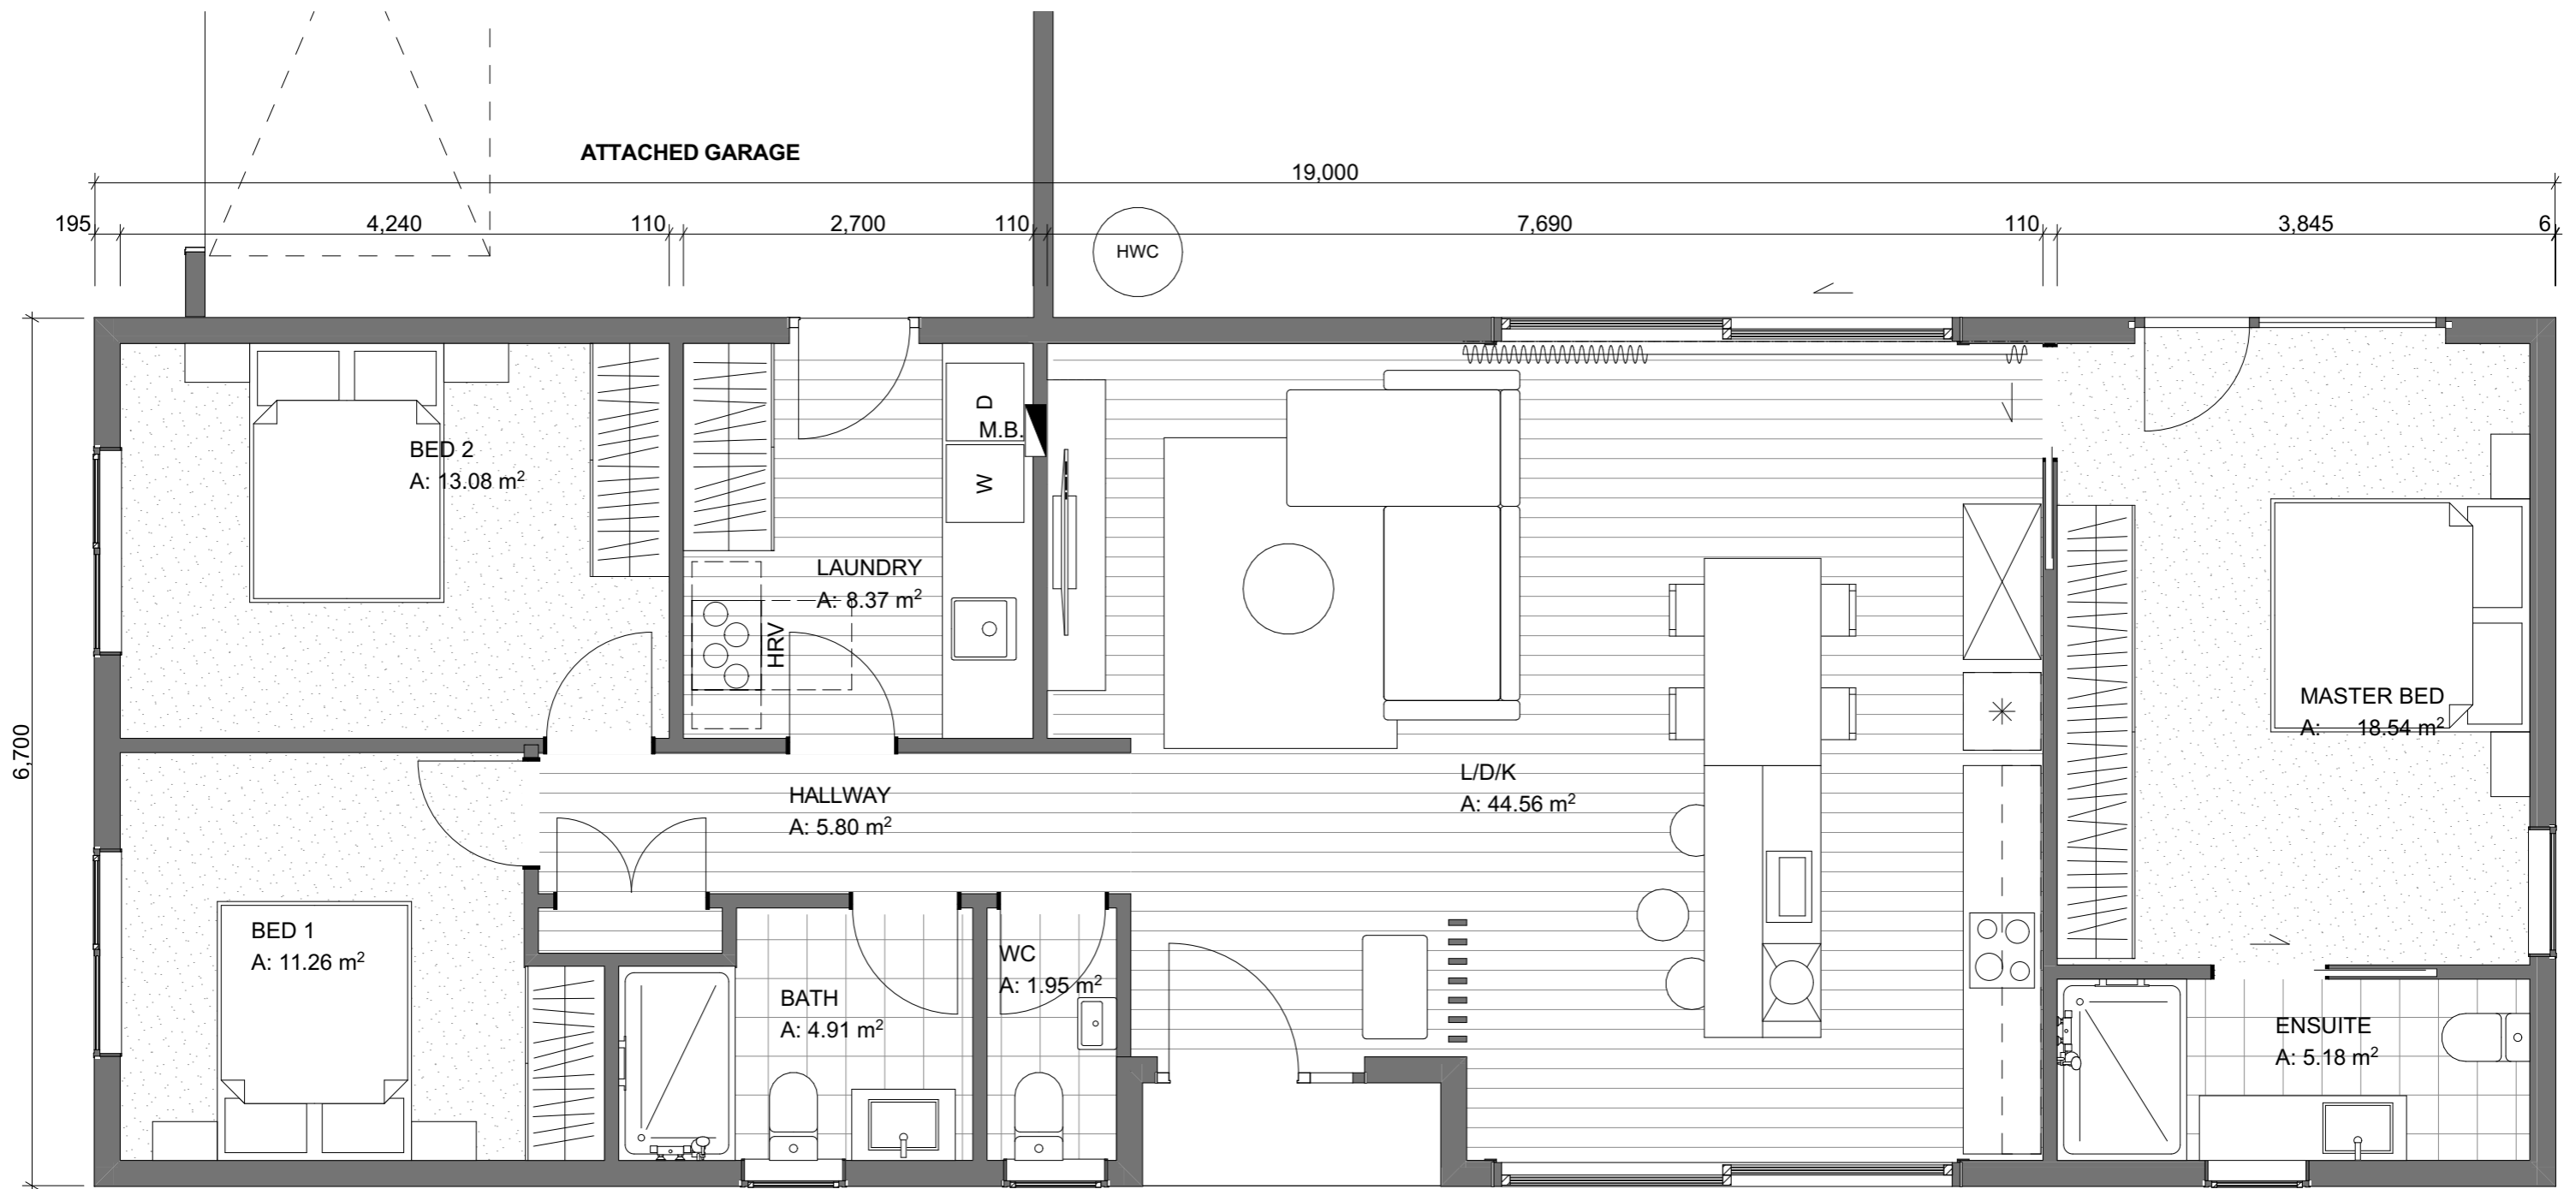 ATTACHED GARAGE
19,000
195
4,240
110
2,700
110
7,690
110
3,845
6
HWC
BED 2
A: 13.08 m²
D
M.B.
W
LAUNDRY
A: 8.37 m²
HRV
MASTER BED
A: 18.54 m²
6,700
L/D/K
A: 44.56 m²
HALLWAY
A: 5.80 m²
BED 1
A: 11.26 m²
WC
A: 1.95 m²
BATH
A: 4.91 m²
ENSUITE
A: 5.18 m²